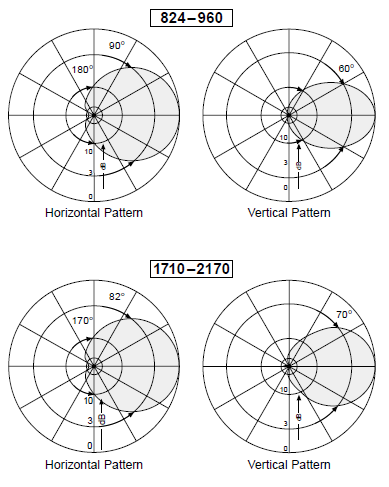 824–960
90°
180°
10
3
0
dB
Horizontal Pattern
60°
10
3
0
dB
Vertical Pattern
1710–2170
82°
170°
10
3
0
dB
Horizontal Pattern
70°
10
3
0
dB
Vertical Pattern